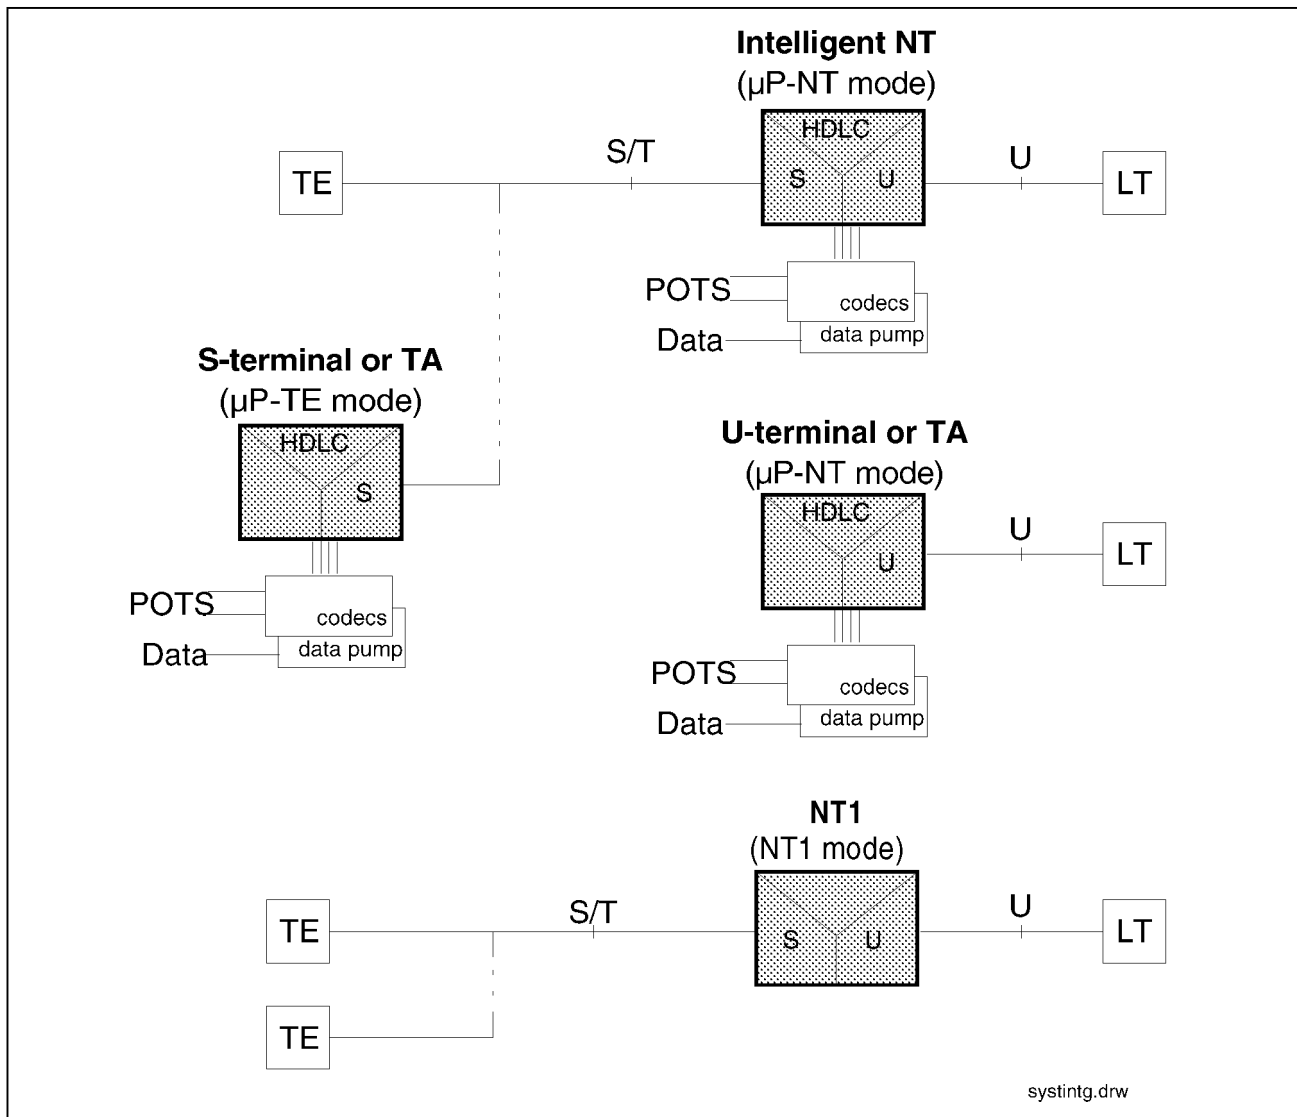 Intelligent NT
(µP-NT mode)
HDLC
S/T
U
TE
S
U
LT
POTS
codecs
Data
data pump
S-terminal or TA
(µP-TE mode)
HDLC
S
POTS
codecs
Data
data pump
U-terminal or TA
(µP-NT mode)
HDLC
U
U
LT
POTS
codecs
Data
data pump
NT1
(NT1 mode)
S/T
U
TE
S
U
LT
TE
systintg.drw